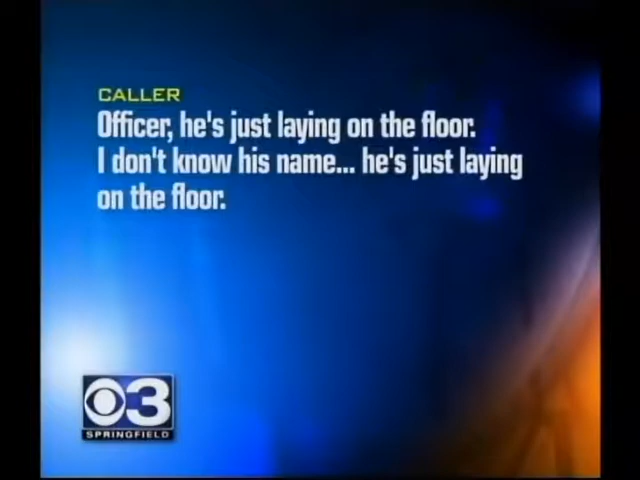 CALLER
Officer, he's just laying on the floor.
I don't know his name... he's just laying
on the floor.
3
SPRINGFIELD